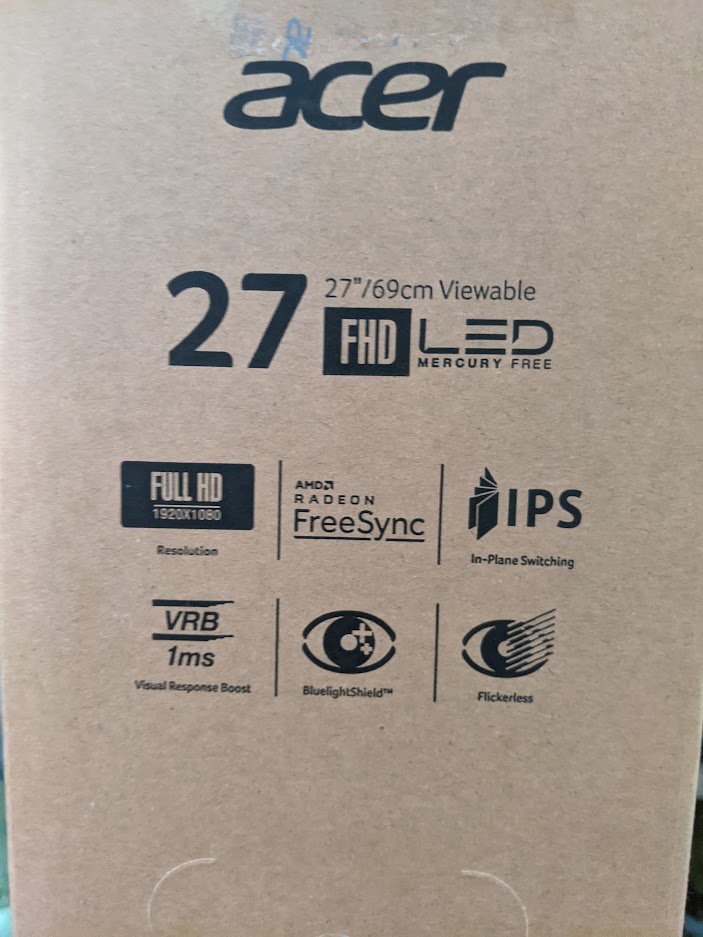 acer
27
27"/69cm Viewable
FHD
LED
MERCURY FREE
FULL HD
1920X1080
Resolution
AMD
RADEON
FreeSync
IPS
In-Plane Switching
VRB
1ms
Visual Response Boost
BluelightShield™
Flickerless